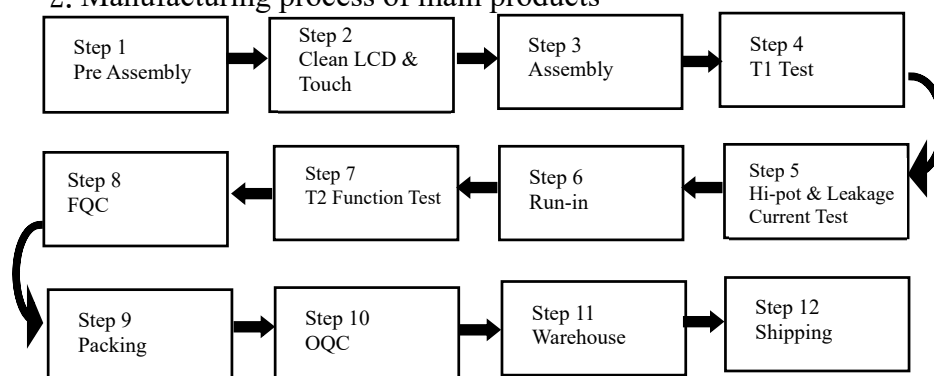 2. Manufacturing process of main products
Step 1
Pre Assembly
Step 2
Clean LCD &
Touch
Step 3
Assembly
Step 4
T1 Test
Step 5
Hi-pot & Leakage
Current Test
Step 6
Run-in
Step 7
T2 Function Test
Step 8
FQC
Step 9
Packing
Step 10
OQC
Step 11
Warehouse
Step 12
Shipping